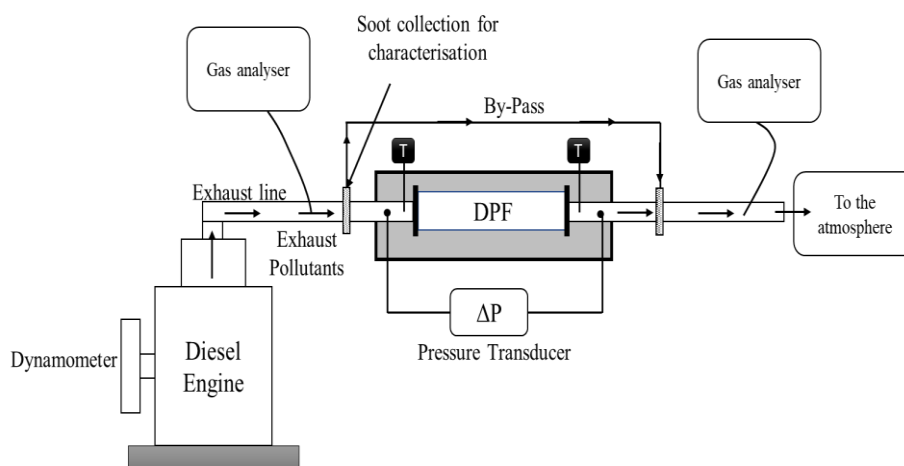 Soot collection for
characterisation
Gas analyser
Gas analyser
By-Pass
T
T
Exhaust line
DPF
To the
atmosphere
Exhaust
Pollutants
ΔP
Pressure Transducer
Dynamometer
Diesel
Engine